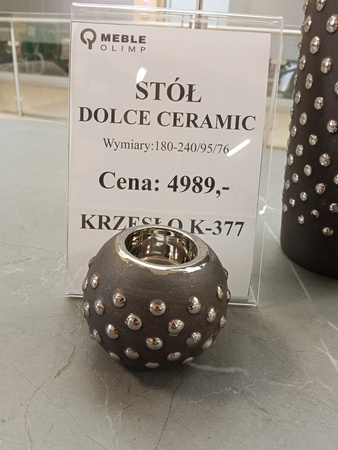 MEBLE
OLIMP
STÓŁ
DOLCE CERAMIC
Wymiary:180-240/95/76
Cena: 4989,-
KRZESŁO K-377